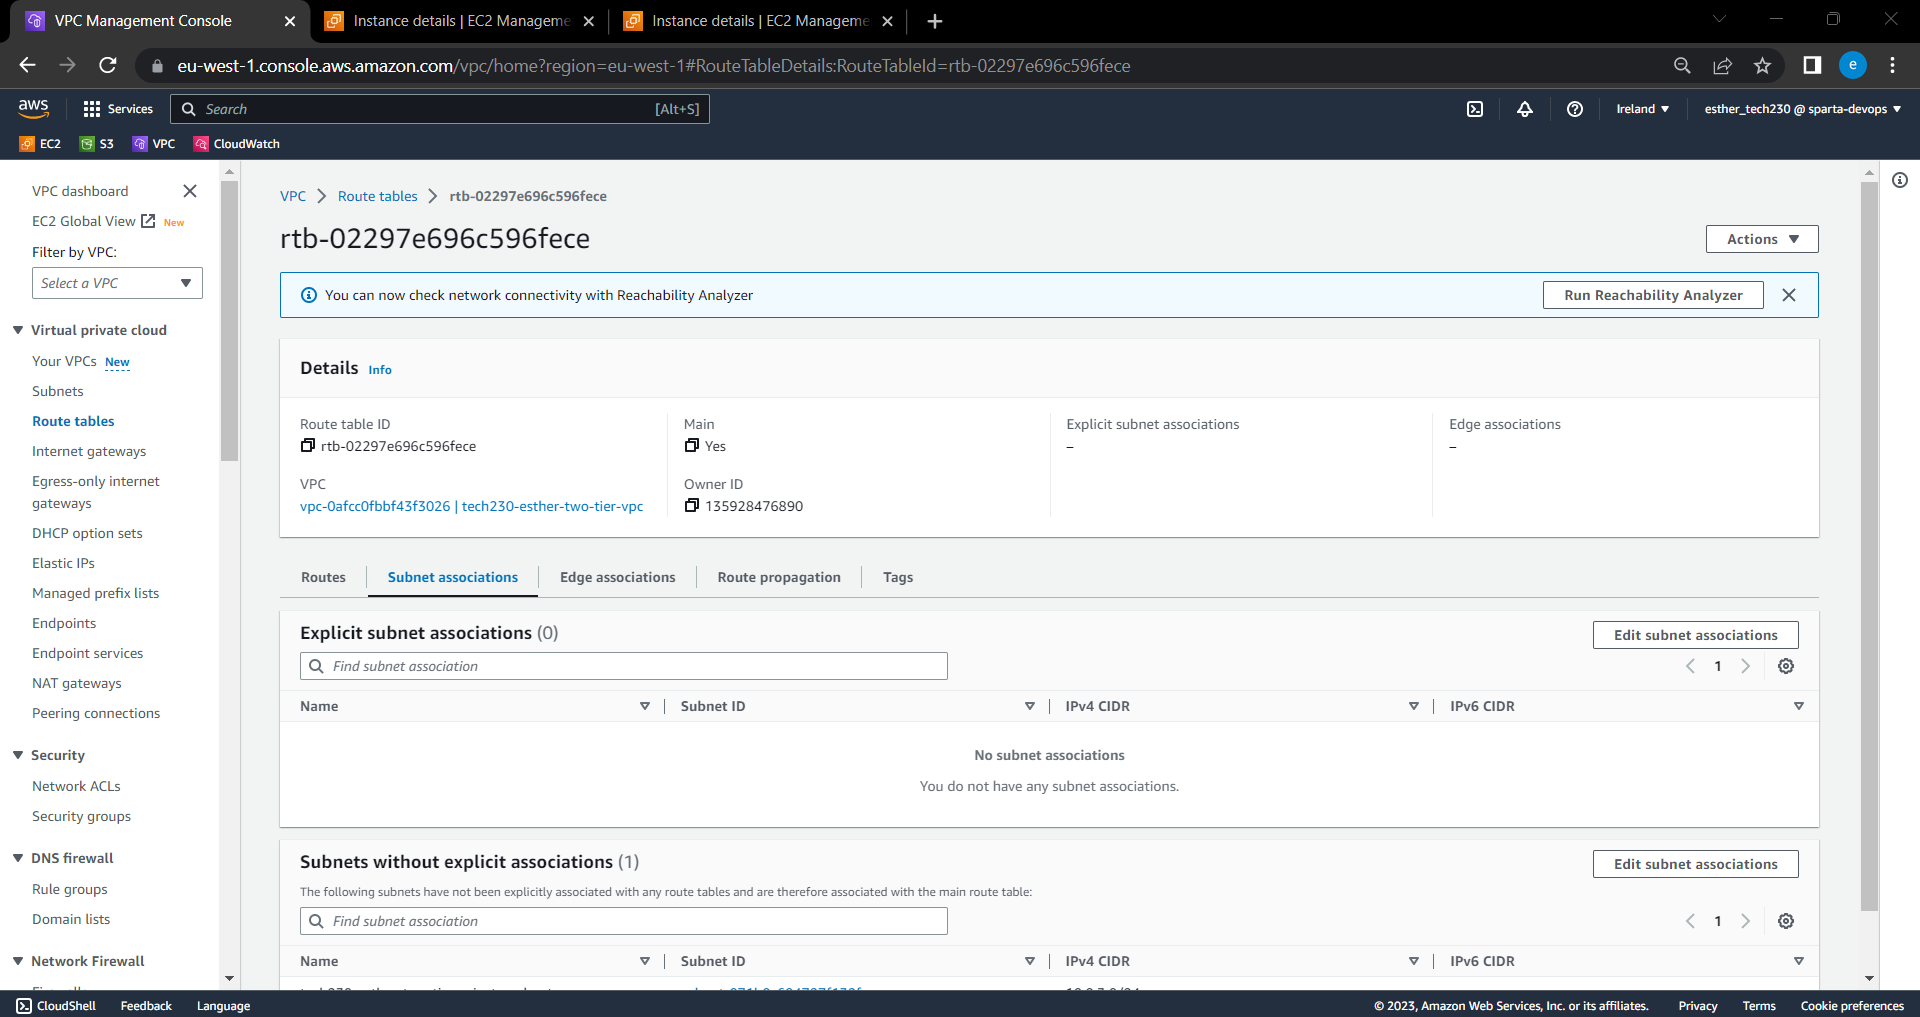 VPC Management Console
Instance details | EC2 Manageme
Instance details | EC2 Manageme
eu-west-1.console.aws.amazon.com/vpc/home?region=eu-west-1#RouteTableDetails:RouteTableId=rtb-02297e696c596fece
e
aws
Services
Search
[Alt+S]
Ireland
esther_tech230 @ sparta-devops
EC2
S3
VPC
CloudWatch
VPC dashboard
EC2 Global View
New
Filter by VPC:
Select a VPC
Virtual private cloud
Your VPCs New
Subnets
Route tables
Internet gateways
Egress-only internet
gateways
DHCP option sets
Elastic IPs
Managed prefix lists
Endpoints
Endpoint services
NAT gateways
Peering connections
Security
Network ACLs
Security groups
DNS firewall
Rule groups
Domain lists
Network Firewall
VPC
Route tables
rtb-02297e696c596fece
rtb-02297e696c596fece
Actions
You can now check network connectivity with Reachability Analyzer
Run Reachability Analyzer
Details Info
Route table ID
rtb-02297e696c596fece
Main
Yes
Explicit subnet associations
–
Edge associations
–
VPC
vpc-0afcc0fbbf43f3026 | tech230-esther-two-tier-vpc
Owner ID
135928476890
Routes
Subnet associations
Edge associations
Route propagation
Tags
Explicit subnet associations (0)
Edit subnet associations
Find subnet association
1
Name
Subnet ID
IPv4 CIDR
IPv6 CIDR
No subnet associations
You do not have any subnet associations.
Subnets without explicit associations (1)
Edit subnet associations
The following subnets have not been explicitly associated with any route tables and are therefore associated with the main route table:
Find subnet association
1
Name
Subnet ID
IPv4 CIDR
IPv6 CIDR
CloudShell
Feedback
Language
© 2023, Amazon Web Services, Inc. or its affiliates.
Privacy
Terms
Cookie preferences